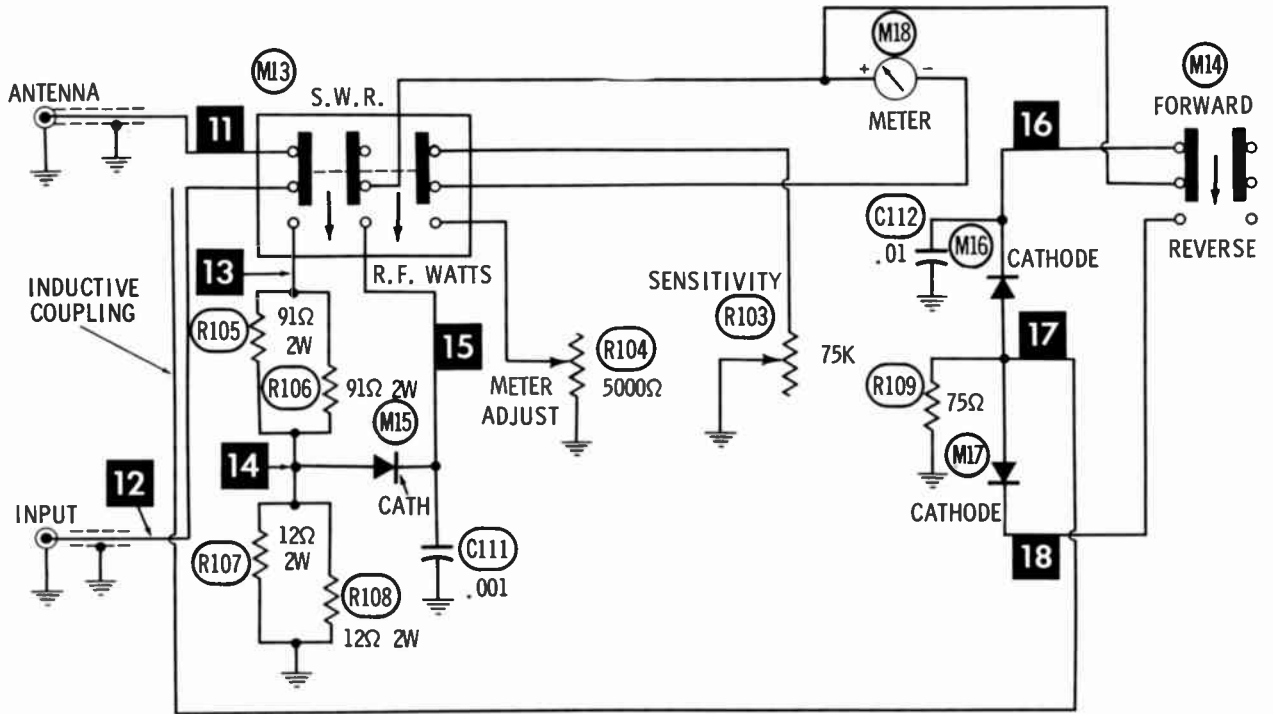 M18
M13
M14
ANTENNA
S.W.R.
+
-
FORWARD
11
METER
16
C112
.01
M16
CATHODE
REVERSE
13
R.F. WATTS
SENSITIVITY
INDUCTIVE
COUPLING
R105
91Ω
2W
15
R104
5000Ω
R103
75K
17
R106
91Ω 2W
METER
ADJUST
R109
75Ω
M15
M17
14
12
CATH
CATHODE
INPUT
R107
12Ω
2W
C111
.001
18
R108
12Ω 2W